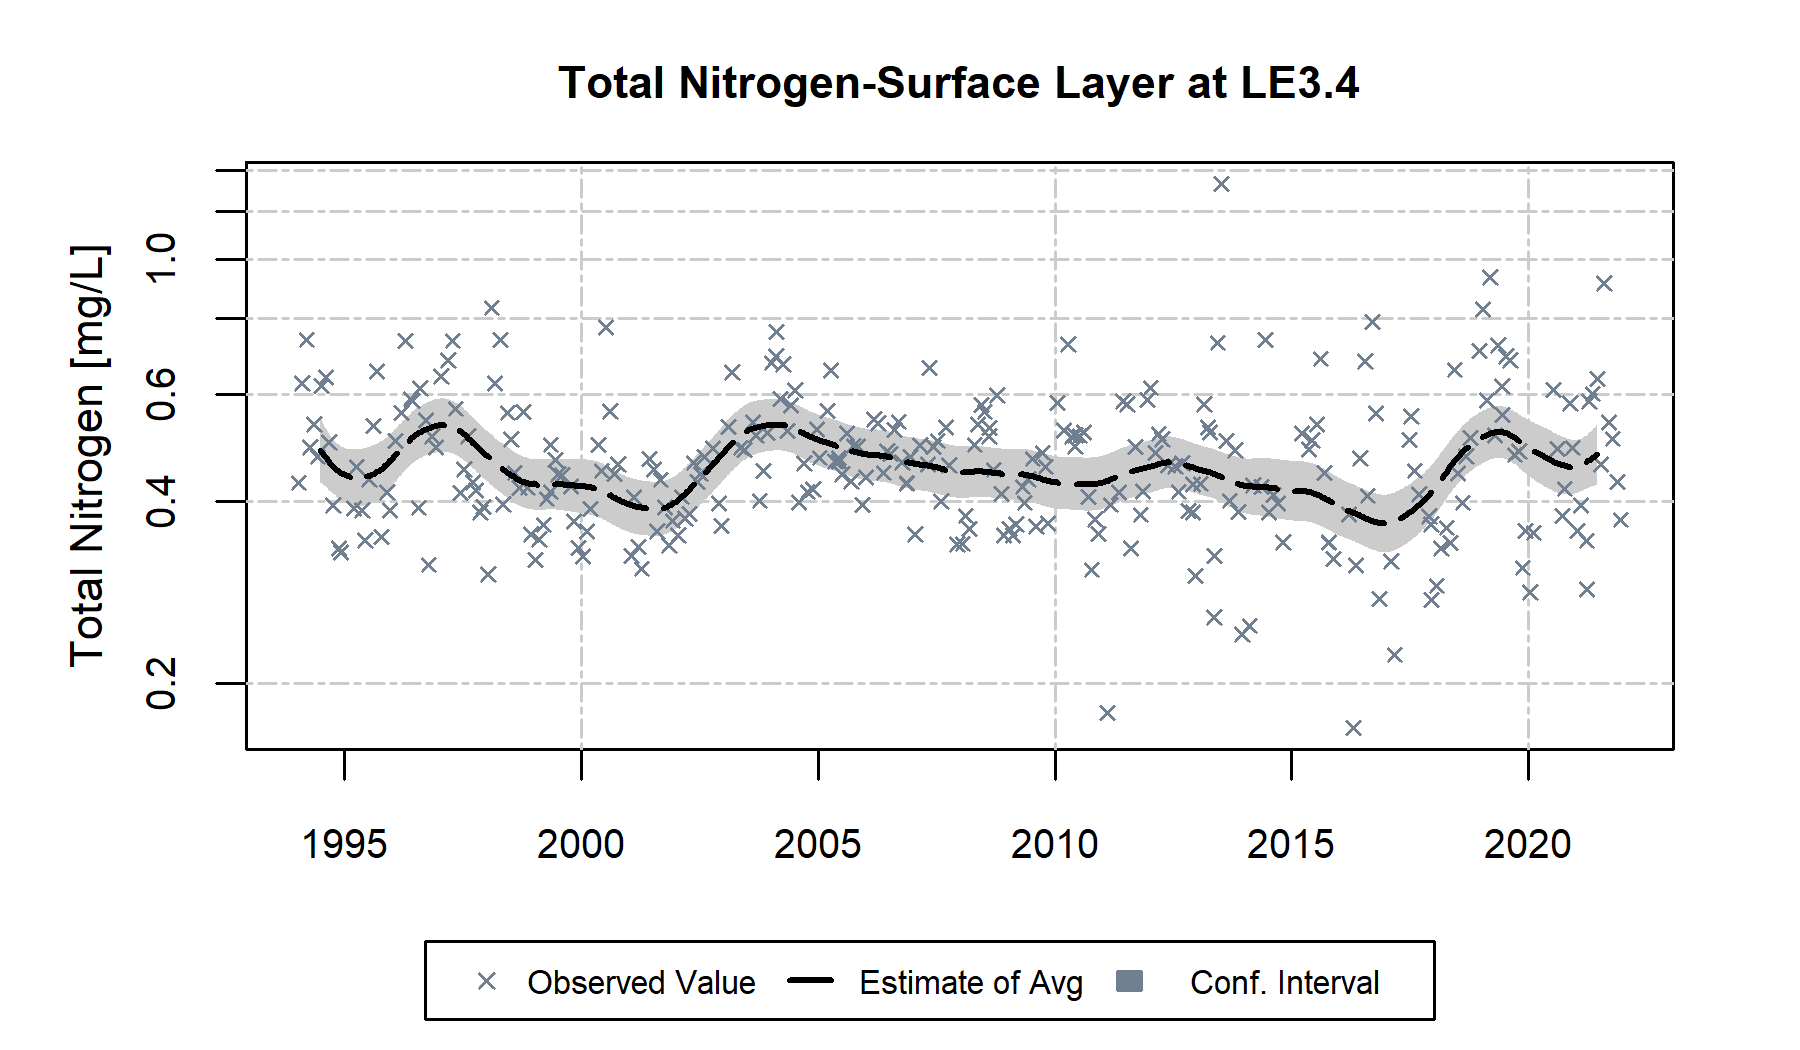 Total Nitrogen-Surface Layer at LE3.4
Total Nitrogen [mg/L]
1.0
0.6
0.4
0.2
1995 2000 2005 2010 2015 2020
Observed Value Estimate of Avg Conf. Interval